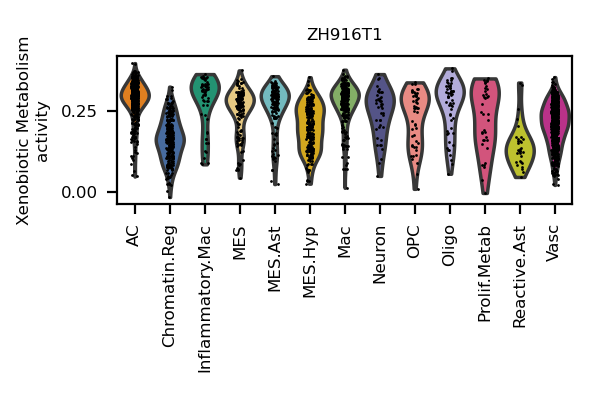 ZH916T1
Xenobiotic Metabolism
activity
0.25
0.00
AC
Chromatin.Reg
Inflammatory.Mac
MES
MES.Ast
MES.Hyp
Mac
Neuron
OPC
Oligo
Prolif.Metab
Reactive.Ast
Vasc